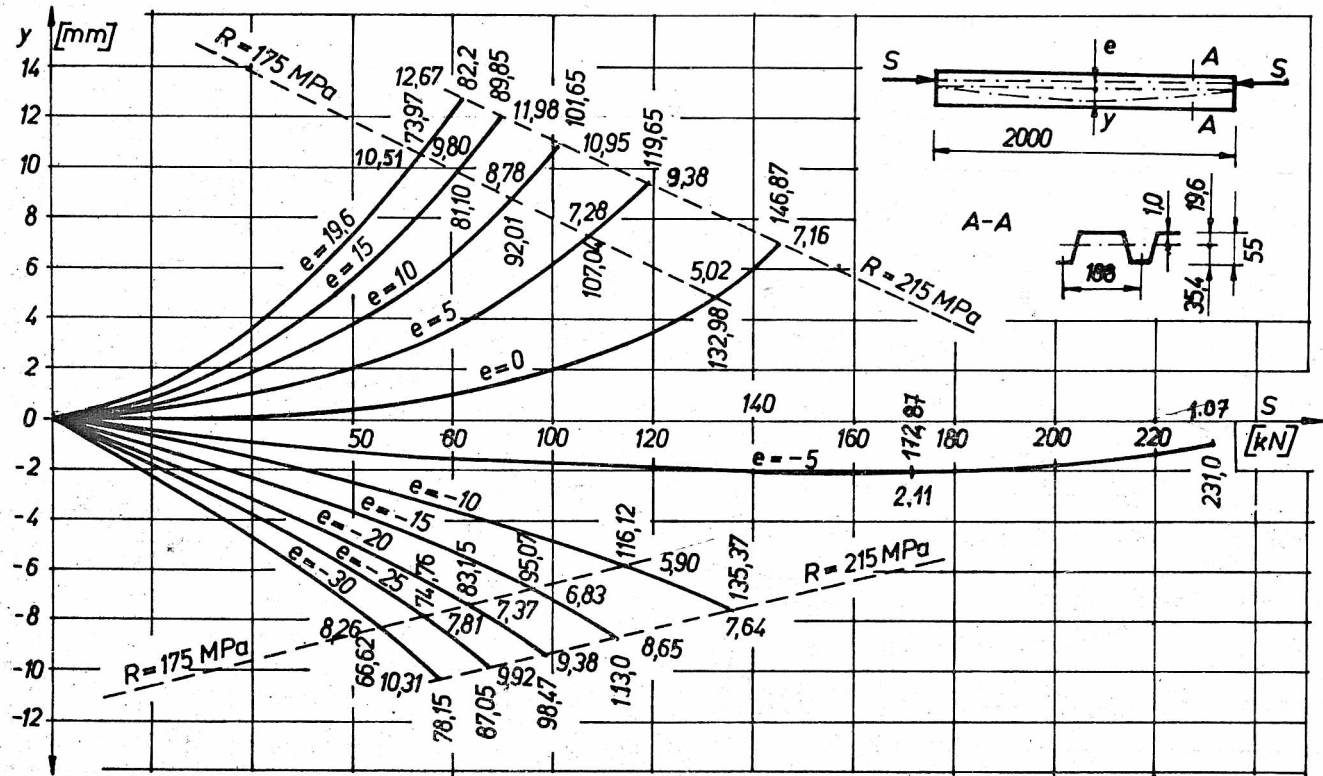 y [mm]
14
12
10
8
6
4
2
0
-2
-4
-6
-8
-10
-12
R = 175 MPa
12,67
82,2
89,85
73,97
11,98
101,65
10,51
9,80
10,95
119,65
8,78
81,10
9,38
146,87
92,01
7,28
7,16
107,04
5,02
R = 215 MPa
132,98
e = 19,6
e = 15
e = 10
e = 5
e = 0
140
172,87
1.07
S
[kN]
50
60
100
120
160
180
200
220
e = -5
2,11
231,0
e = -10
e = -15
e = -20
e = -25
e = -30
116,12
95,07
83,15
74,76
5,90
135,37
R = 215 MPa
6,83
7,37
7,81
8,26
66,62
R = 175 MPa
7,64
8,65
9,38
9,92
10,31
113,0
98,47
87,05
78,15
S
e
A
S
y
A
2000
A-A
1,0
19,6
55
35,4
188